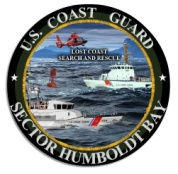 U.S. COAST GUARD
LOST COAST
SEARCH AND RESCUE
SECTOR HUMBOLDT BAY